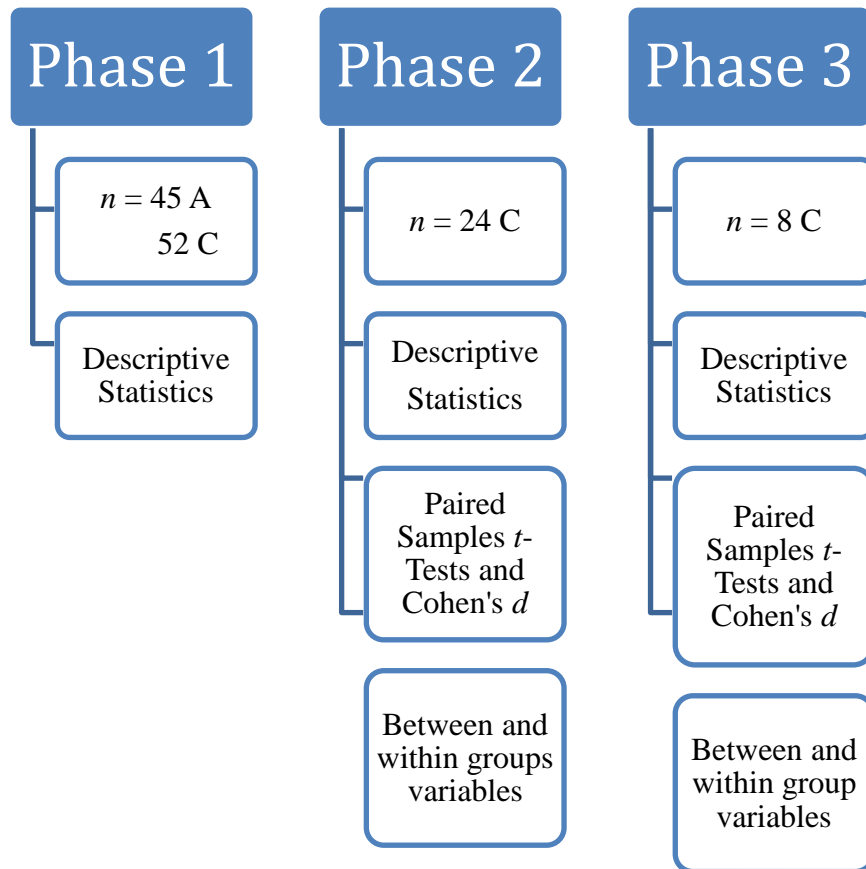 Phase 1
n = 45 A
52 C
Descriptive
Statistics
Phase 2
n = 24 C
Descriptive
Statistics
Paired
Samples t-
Tests and
Cohen's d
Between and
within groups
variables
Phase 3
n = 8 C
Descriptive
Statistics
Paired
Samples t-
Tests and
Cohen's d
Between and
within group
variables